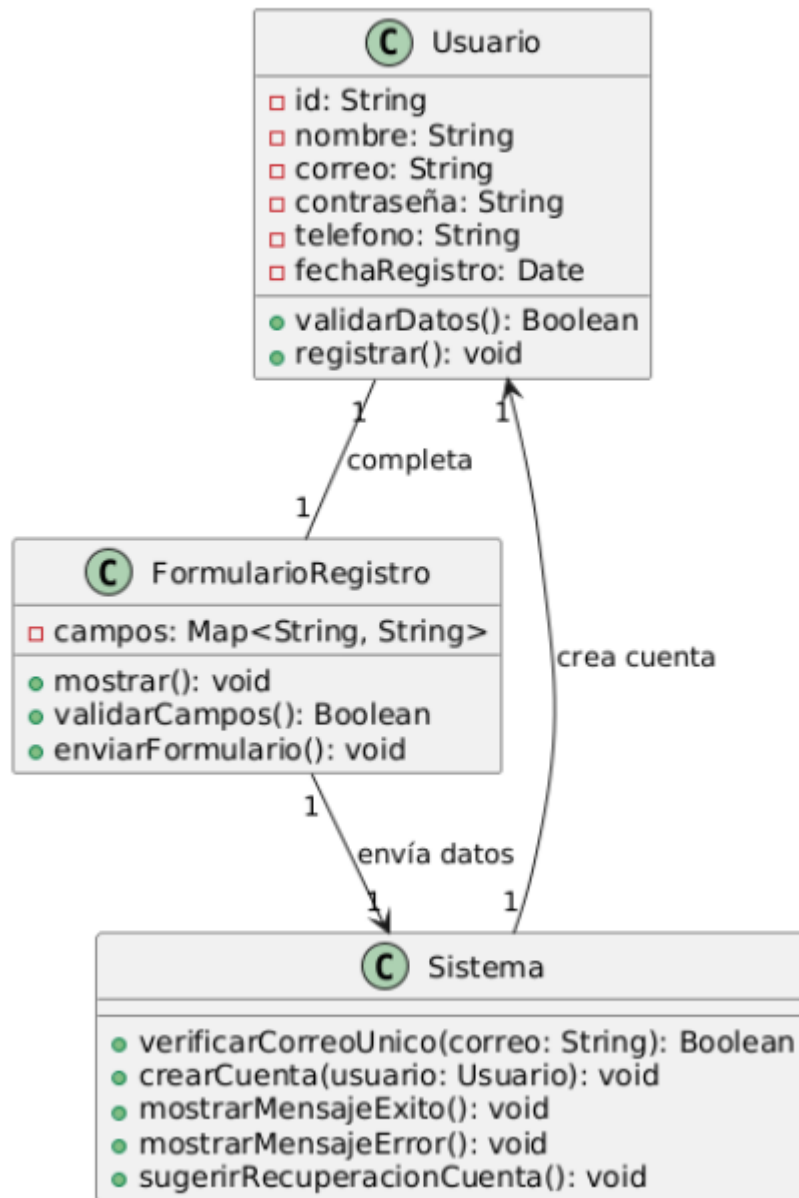 C Usuario
id: String
nombre: String
correo: String
contraseña: String
telefono: String
fechaRegistro: Date
validarDatos(): Boolean
registrar(): void
1 1
completa
1
C FormularioRegistro
campos: Map<String, String>
mostrar(): void
validarCampos(): Boolean
enviarFormulario(): void
crea cuenta
1
envía datos
1 1
C Sistema
verificarCorreoUnico(correo: String): Boolean
crearCuenta(usuario: Usuario): void
mostrarMensajeExito(): void
mostrarMensajeError(): void
sugerirRecuperacionCuenta(): void